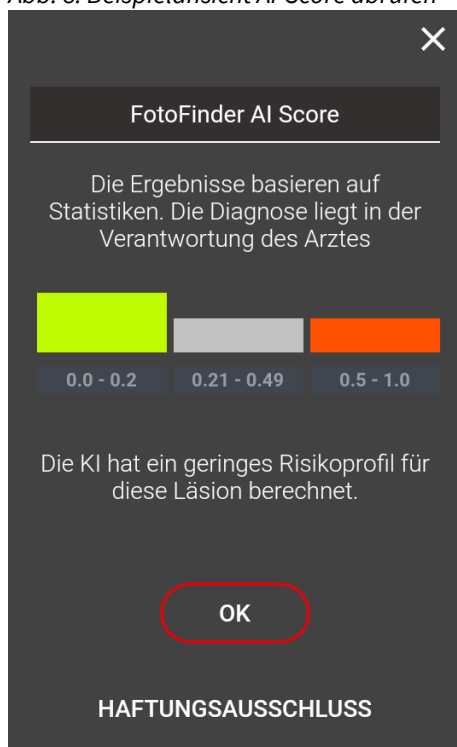 Abb. 8: Beispielansicht AI-Score abrufen
FotoFinder AI Score
Die Ergebnisse basieren auf
Statistiken. Die Diagnose liegt in der
Verantwortung des Arztes
0.0 - 0.2 0.21 - 0.49 0.5 - 1.0
Die KI hat ein geringes Risikoprofil für
diese Läsion berechnet.
OK
HAFTUNGSAUSSCHLUSS